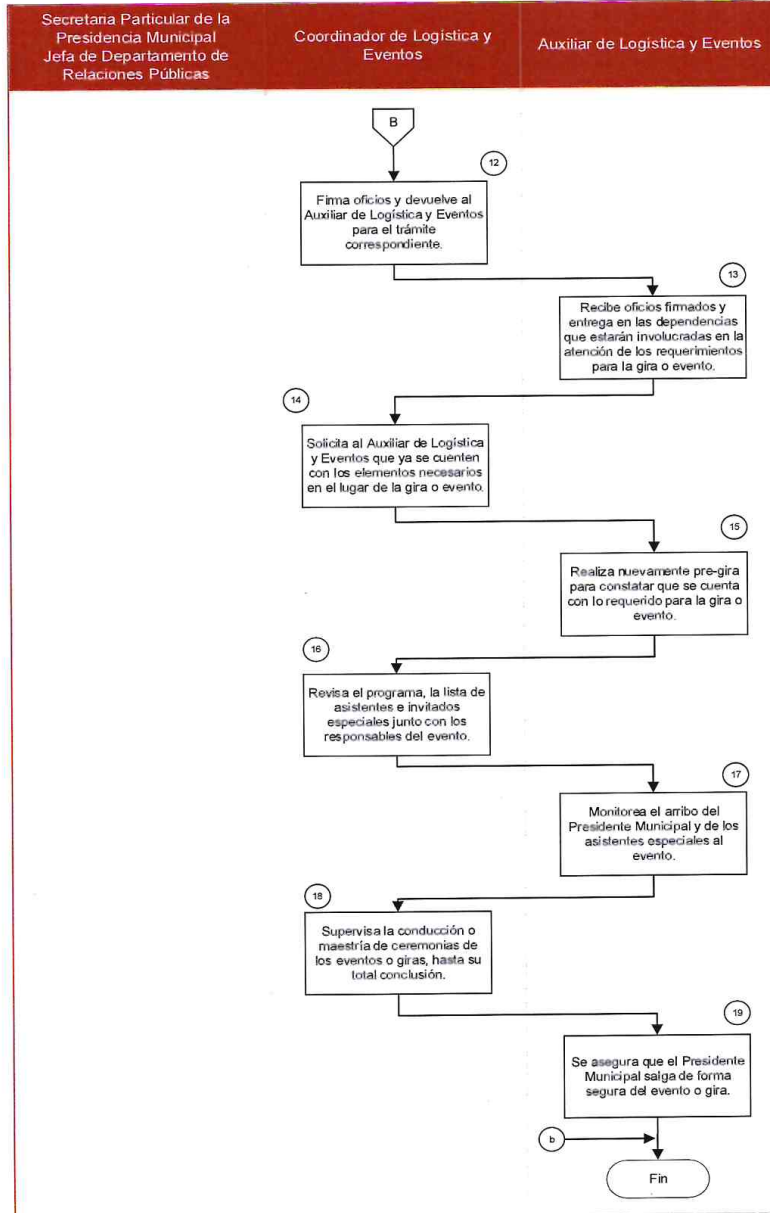 Secretaria Particular de la
Presidencia Municipal
Jefa de Departamento de
Relaciones Públicas
Coordinador de Logística y
Eventos
Auxiliar de Logística y Eventos
B
12
Firma oficios y devuelve al
Auxiliar de Logística y Eventos
para el trámite
correspondiente.
13
Recibe oficios firmados y
entrega en las dependencias
que estarán involucradas en la
atención de los requerimientos
para la gira o evento.
14
Solicita al Auxiliar de Logística
y Eventos que ya se cuenten
con los elementos necesarios
en el lugar de la gira o evento.
15
Realiza nuevamente pre-gira
para constatar que se cuenta
con lo requerido para la gira o
evento.
16
Revisa el programa, la lista de
asistentes e invitados
especiales junto con los
responsables del evento.
17
Monitorea el arribo del
Presidente Municipal y de los
asistentes especiales al
evento.
18
Supervisa la conducción o
maestría de ceremonias de
los eventos o giras, hasta su
total conclusión.
19
Se asegura que el Presidente
Municipal salga de forma
segura del evento o gira.
b
Fin